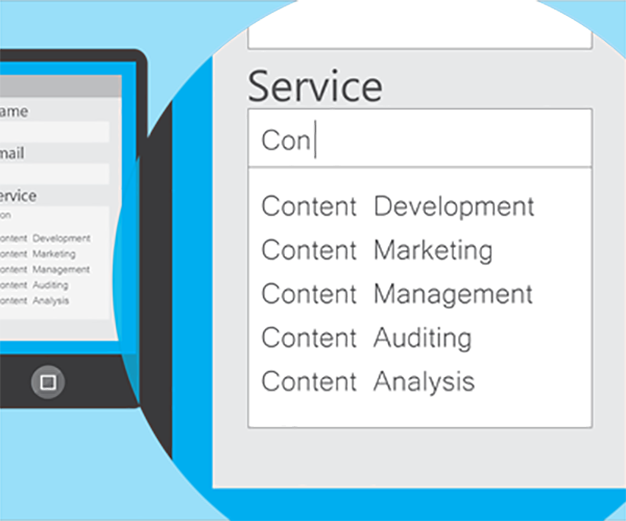 ame
mail
ervice
on
ontent Development
ontent Marketing
ontent Management
ontent Auditing
ontent Analysis
Service
Con
Content Development
Content Marketing
Content Management
Content Auditing
Content Analysis